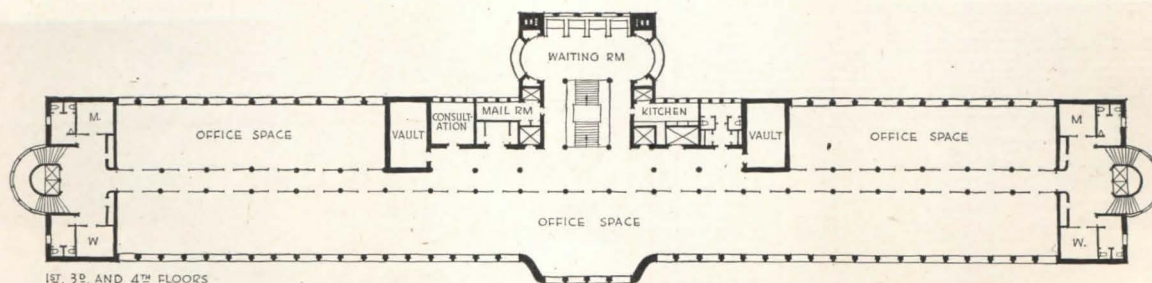 WAITING RM
M.
OFFICE SPACE
VAULT
CONSULT-
ATION
MAIL RM
KITCHEN
VAULT
OFFICE SPACE
M
W
OFFICE SPACE
W.
1ST. 3D. AND 4TH FLOORS